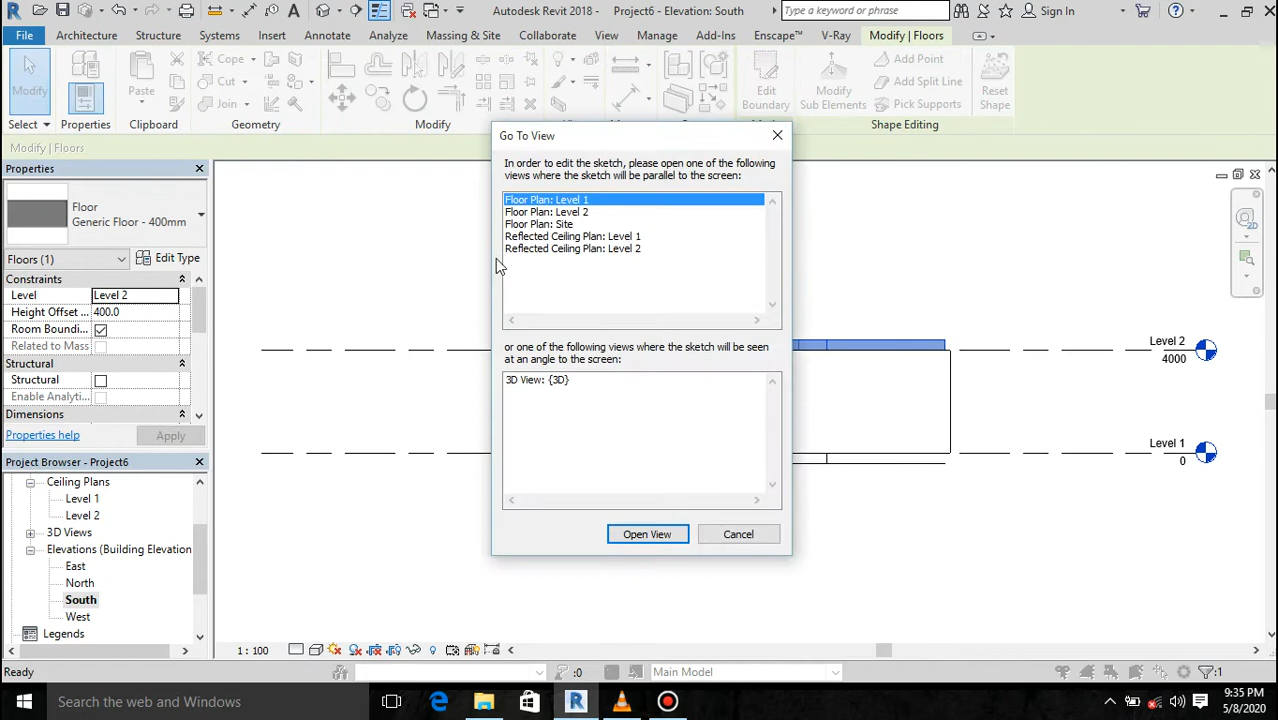 Autodesk Revit 2018 - Project6 - Elevation: South
Type a keyword or phrase
Sign In
File Architecture Structure Systems Insert Annotate Analyze Massing & Site Collaborate View Manage Add-Ins Enscape™ V-Ray Modify | Floors
Modify
Paste
Cope
Cut
Join
Edit Boundary
Modify Sub Elements
Add Point
Add Split Line
Pick Supports
Reset Shape
Select Properties Clipboard Geometry Modify Shape Editing
Modify | Floors
Properties
Floor
Generic Floor - 400mm
Floors (1) Edit Type
Constraints
Level Level 2
Height Offset ... 400.0
Room Boundi...
Related to Mass
Structural
Structural
Enable Analyti...
Dimensions
Properties help Apply
Project Browser - Project6
Ceiling Plans
Level 1
Level 2
3D Views
Elevations (Building Elevation
East
North
South
West
Legends
Go To View
In order to edit the sketch, please open one of the following
views where the sketch will be parallel to the screen:
Floor Plan: Level 1
Floor Plan: Level 2
Floor Plan: Site
Reflected Ceiling Plan: Level 1
Reflected Ceiling Plan: Level 2
or one of the following views where the sketch will be seen
at an angle to the screen:
3D View: {3D}
Open View Cancel
Level 2
4000
Level 1
0
2D
1 : 100
Ready
:0
Main Model
:1
Search the web and Windows
9:35 PM
5/8/2020